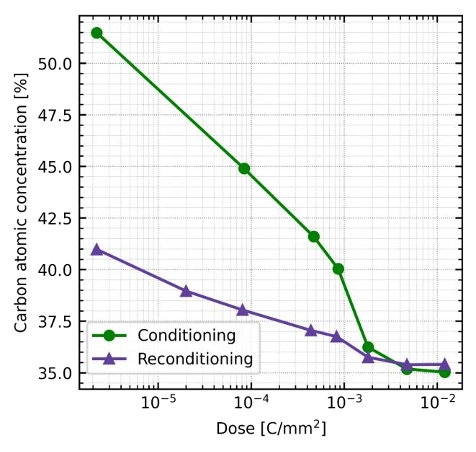 Carbon atomic concentration [%]
50.0
47.5
45.0
42.5
40.0
37.5
35.0
Conditioning
Reconditioning
10⁻⁵
10⁻⁴
10⁻³
10⁻²
Dose [C/mm²]